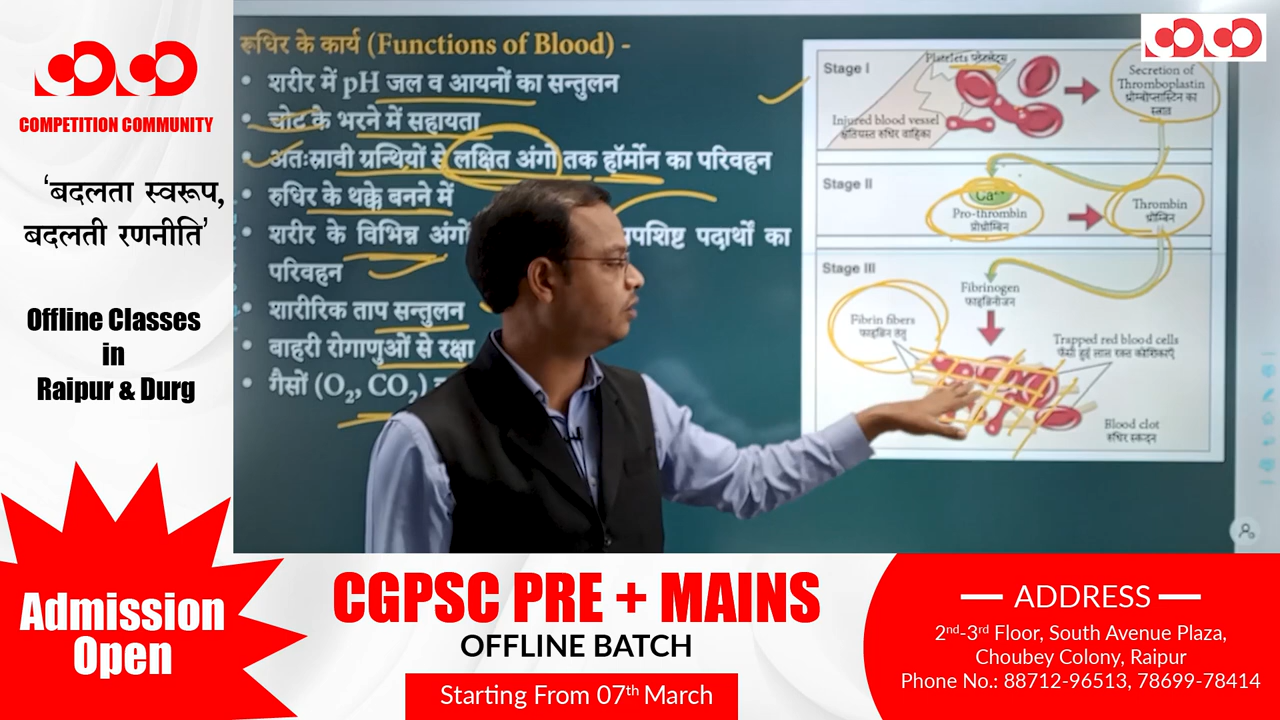 COMPETITION COMMUNITY
'बदलता स्वरूप,
बदलती रणनीति'
Offline Classes
in
Raipur & Durg
Admission
Open
रूधिर के कार्य (Functions of Blood) -
• शरीर में pH जल व आयनों का सन्तुलन
• चोट के भरने में सहायता
• अतःस्रावी ग्रन्थियों से लक्षित अंगो तक हॉर्मोन का परिवहन
• रुधिर के थक्के बनने में
• शरीर के विभिन्न अंगों पशिष्ट पदार्थों का
परिवहन
• शारीरिक ताप सन्तुलन
• बाहरी रोगाणुओं से रक्षा
• गैसों (O₂, CO₂)
Stage I
Platelets प्लेटलेट्स
Injured blood vessel
क्षतिग्रस्त रुधिर वाहिका
Secretion of
Thromboplastin
थ्रोम्बोप्लास्टिन का
स्त्राव
Stage II
Ca²⁺
Pro-thrombin
प्रोथ्रोम्बिन
Thrombin
थ्रोम्बिन
Stage III
Fibrinogen
फाइब्रिनोजन
Fibrin fibers
फाइब्रिन तंतु
Trapped red blood cells
फँसी हुई लाल रक्त कोशिकाएँ
Blood clot
रुधिर स्कन्दन
CGPSC PRE + MAINS
OFFLINE BATCH
Starting From 07th March
ADDRESS
2nd-3rd Floor, South Avenue Plaza,
Choubey Colony, Raipur
Phone No.: 88712-96513, 78699-78414